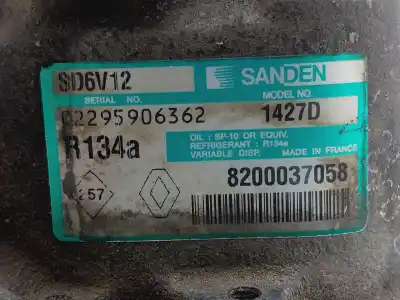 SD6V12
SANDEN
SERIAL NO.
MODEL NO.
02295906362
1427D
R134a
OIL : SP-10 OR EQUIV.
REFRIGERANT : R134a
VARIABLE DISP. MADE IN FRANCE
257
8200037058